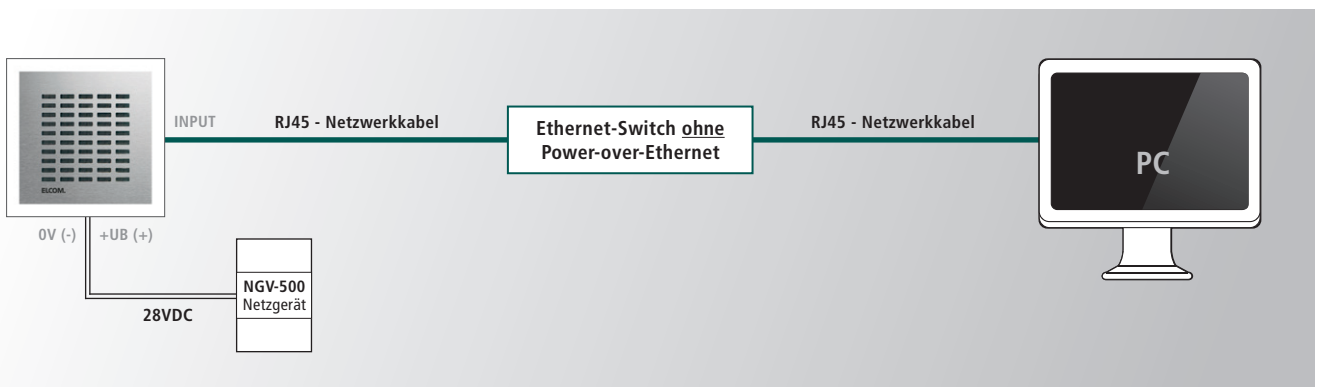 INPUT
RJ45 - Netzwerkkabel
Ethernet-Switch ohne
Power-over-Ethernet
RJ45 - Netzwerkkabel
PC
ELCOM.
0V (-)
+UB (+)
NGV-500
Netzgerät
28VDC